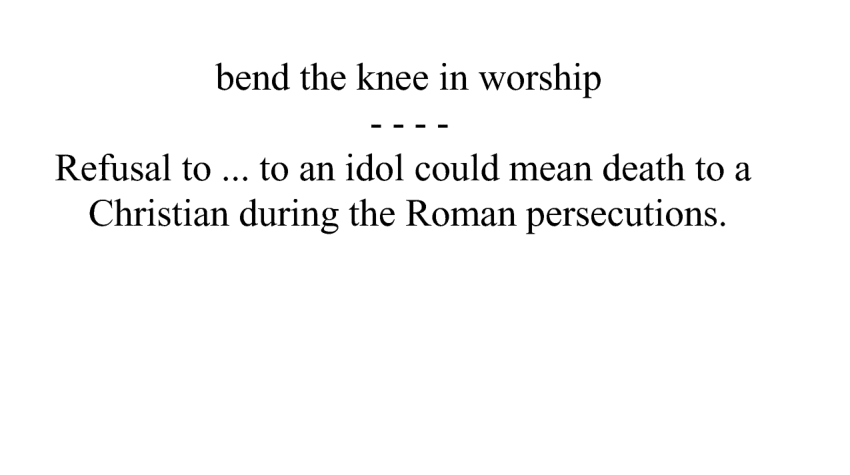 bend the knee in worship
- - - -
Refusal to ... to an idol could mean death to a
Christian during the Roman persecutions.